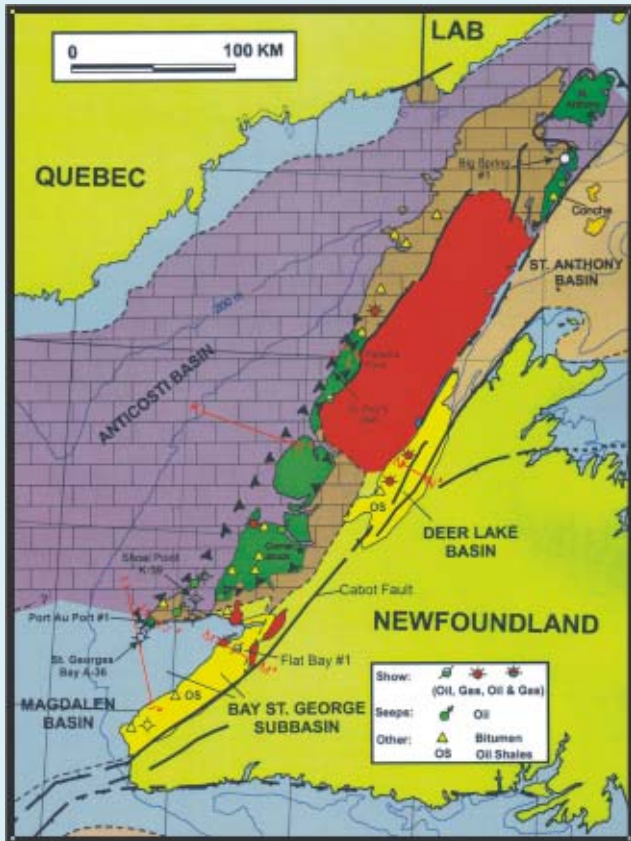 LAB
0 100 KM
QUEBEC
St. Anthony
Big Spring
#1
Conche
ST. ANTHONY
BASIN
200 m
ANTICOSTI BASIN
OS
DEER LAKE
BASIN
Shoal Point
K-39
Cabot Fault
Port Au Port #1
NEWFOUNDLAND
St. Georges
Bay A-36
Flat Bay #1
MAGDALEN
BASIN
OS
BAY ST. GEORGE
SUBBASIN
Show:
(Oil, Gas, Oil & Gas)
Seeps: Oil
Other: Bitumen
OS Oil Shales